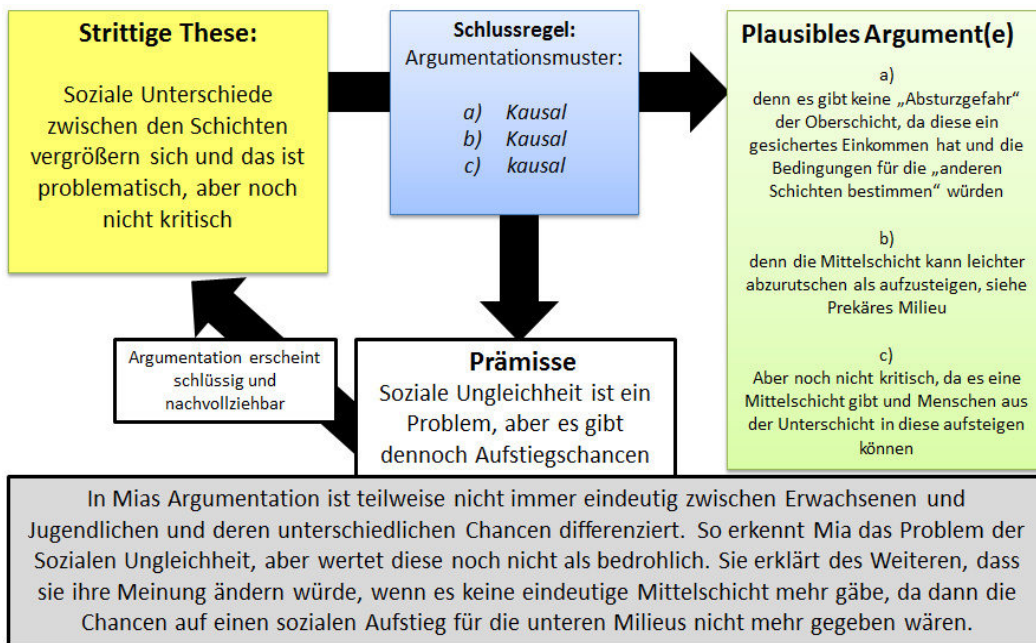 Strittige These:
Soziale Unterschiede
zwischen den Schichten
vergrößern sich und das ist
problematisch, aber noch
nicht kritisch
Schlussregel:
Argumentationsmuster:
a) Kausal
b) Kausal
c) kausal
Plausibles Argument(e)
a)
denn es gibt keine „Absturzgefahr“
der Oberschicht, da diese ein
gesichertes Einkommen hat und die
Bedingungen für die „anderen
Schichten bestimmen“ würden
b)
denn die Mittelschicht kann leichter
abzurutschen als aufzusteigen, siehe
Prekäres Milieu
c)
Aber noch nicht kritisch, da es eine
Mittelschicht gibt und Menschen aus
der Unterschicht in diese aufsteigen
können
Argumentation erscheint
schlüssig und
nachvollziehbar
Prämisse
Soziale Ungleichheit ist ein
Problem, aber es gibt
dennoch Aufstiegschancen
In Mias Argumentation ist teilweise nicht immer eindeutig zwischen Erwachsenen und
Jugendlichen und deren unterschiedlichen Chancen differenziert. So erkennt Mia das Problem der
Sozialen Ungleichheit, aber wertet diese noch nicht als bedrohlich. Sie erklärt des Weiteren, dass
sie ihre Meinung ändern würde, wenn es keine eindeutige Mittelschicht mehr gäbe, da dann die
Chancen auf einen sozialen Aufstieg für die unteren Milieus nicht mehr gegeben wären.